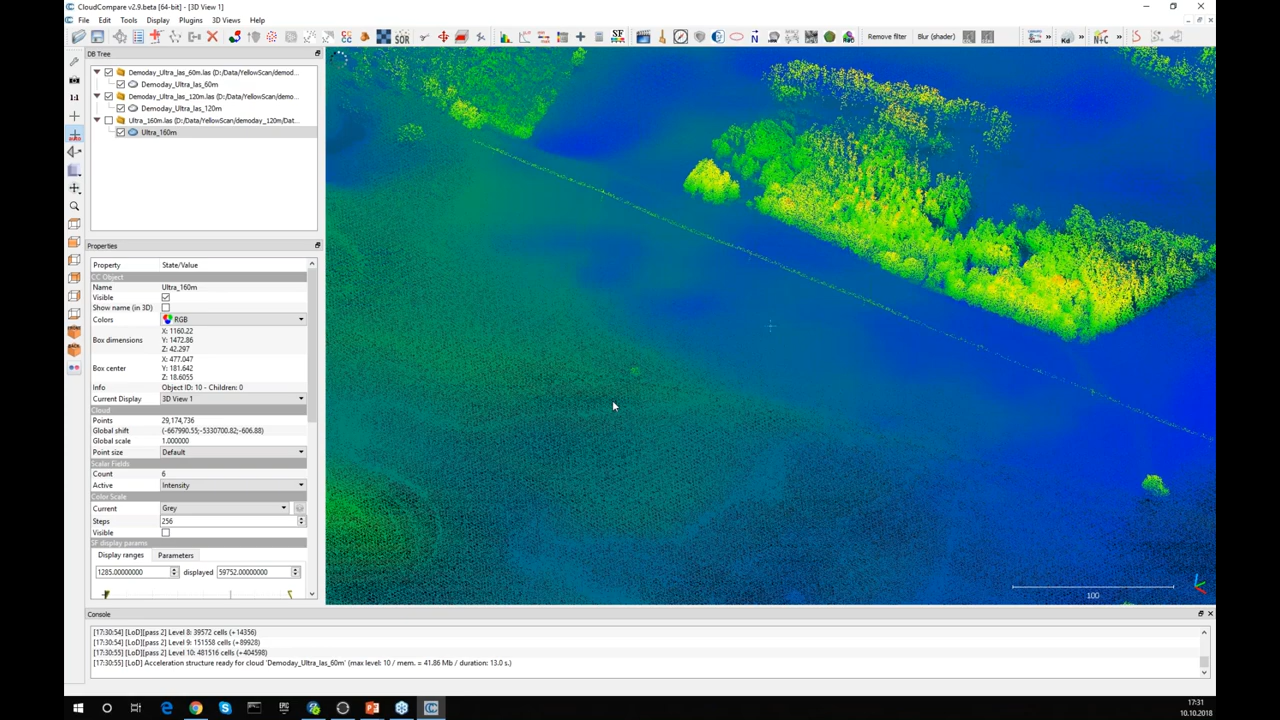 CloudCompare v2.9.beta [64-bit] - [3D View 1]
File Edit Tools Display Plugins 3D Views Help
CC SOR SF N Remove filter Blur (shader) Kd N+C
DB Tree
Demoday_Ultra_las_60m.las (D:/Data/YellowScan/demod...
Demoday_Ultra_las_60m
Demoday_Ultra_las_120m.las (D:/Data/YellowScan/demo...
Demoday_Ultra_las_120m
Ultra_160m.las (D:/Data/YellowScan/demoday_120m/Dat...
Ultra_160m
1:1
Properties
Property State/Value
CC Object
Name Ultra_160m
Visible
Show name (in 3D)
Colors RGB
X: 1160.22
Box dimensions Y: 1472.86
Z: 42.297
X: 477.047
Box center Y: 181.642
Z: 18.6055
Info Object ID: 10 - Children: 0
Current Display 3D View 1
Cloud
Points 29,174,736
Global shift (-667990.55;-5330700.82;-606.88)
Global scale 1.000000
Point size Default
Scalar Fields
Count 6
Active Intensity
Color Scale
Current Grey
Steps 256
Visible
SF display params
Display ranges Parameters
1285.00000000 displayed 59752.00000000
100
Console
[17:30:54] [LoD][pass 2] Level 8: 39572 cells (+14356)
[17:30:54] [LoD][pass 2] Level 9: 151558 cells (+89928)
[17:30:55] [LoD][pass 2] Level 10: 481516 cells (+404598)
[17:30:55] [LoD] Acceleration structure ready for cloud 'Demoday_Ultra_las_60m' (max level: 10 / mem. = 41.86 Mb / duration: 13.0 s.)
17:31
10.10.2018